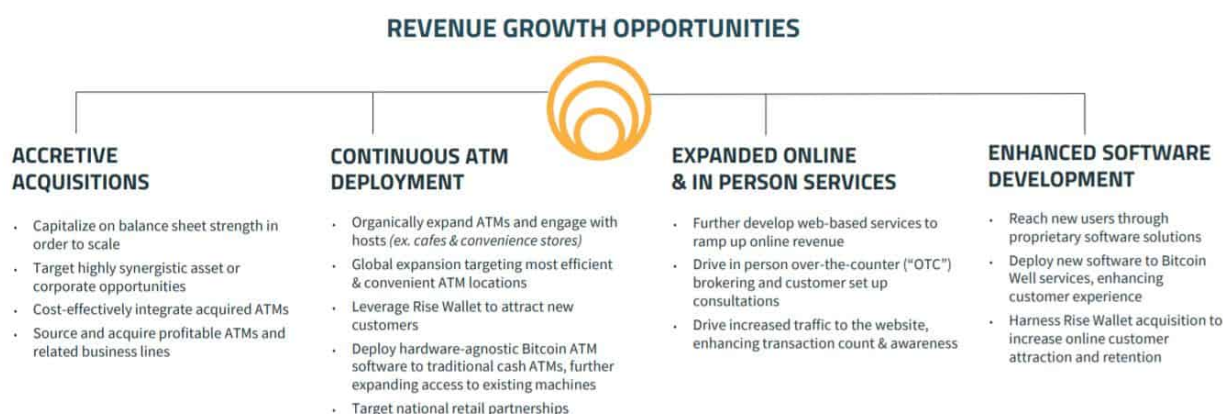 REVENUE GROWTH OPPORTUNITIES
ACCRETIVE
ACQUISITIONS
• Capitalize on balance sheet strength in
order to scale
• Target highly synergistic asset or
corporate opportunities
• Cost-effectively integrate acquired ATMs
• Source and acquire profitable ATMs and
related business lines
CONTINUOUS ATM
DEPLOYMENT
• Organically expand ATMs and engage with
hosts (ex. cafes & convenience stores)
• Global expansion targeting most efficient
& convenient ATM locations
• Leverage Rise Wallet to attract new
customers
• Deploy hardware-agnostic Bitcoin ATM
software to traditional cash ATMs, further
expanding access to existing machines
• Target national retail partnerships
EXPANDED ONLINE
& IN PERSON SERVICES
• Further develop web-based services to
ramp up online revenue
• Drive in person over-the-counter (“OTC”)
brokering and customer set up
consultations
• Drive increased traffic to the website,
enhancing transaction count & awareness
ENHANCED SOFTWARE
DEVELOPMENT
• Reach new users through
proprietary software solutions
• Deploy new software to Bitcoin
Well services, enhancing
customer experience
• Harness Rise Wallet acquisition to
increase online customer
attraction and retention